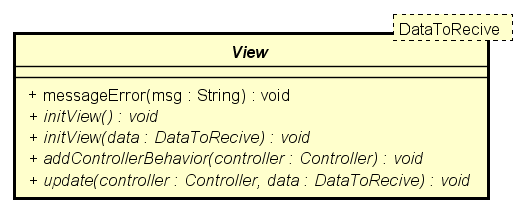 DataToRecive
View
+ messageError(msg : String) : void
+ initView() : void
+ initView(data : DataToRecive) : void
+ addControllerBehavior(controller : Controller) : void
+ update(controller : Controller, data : DataToRecive) : void